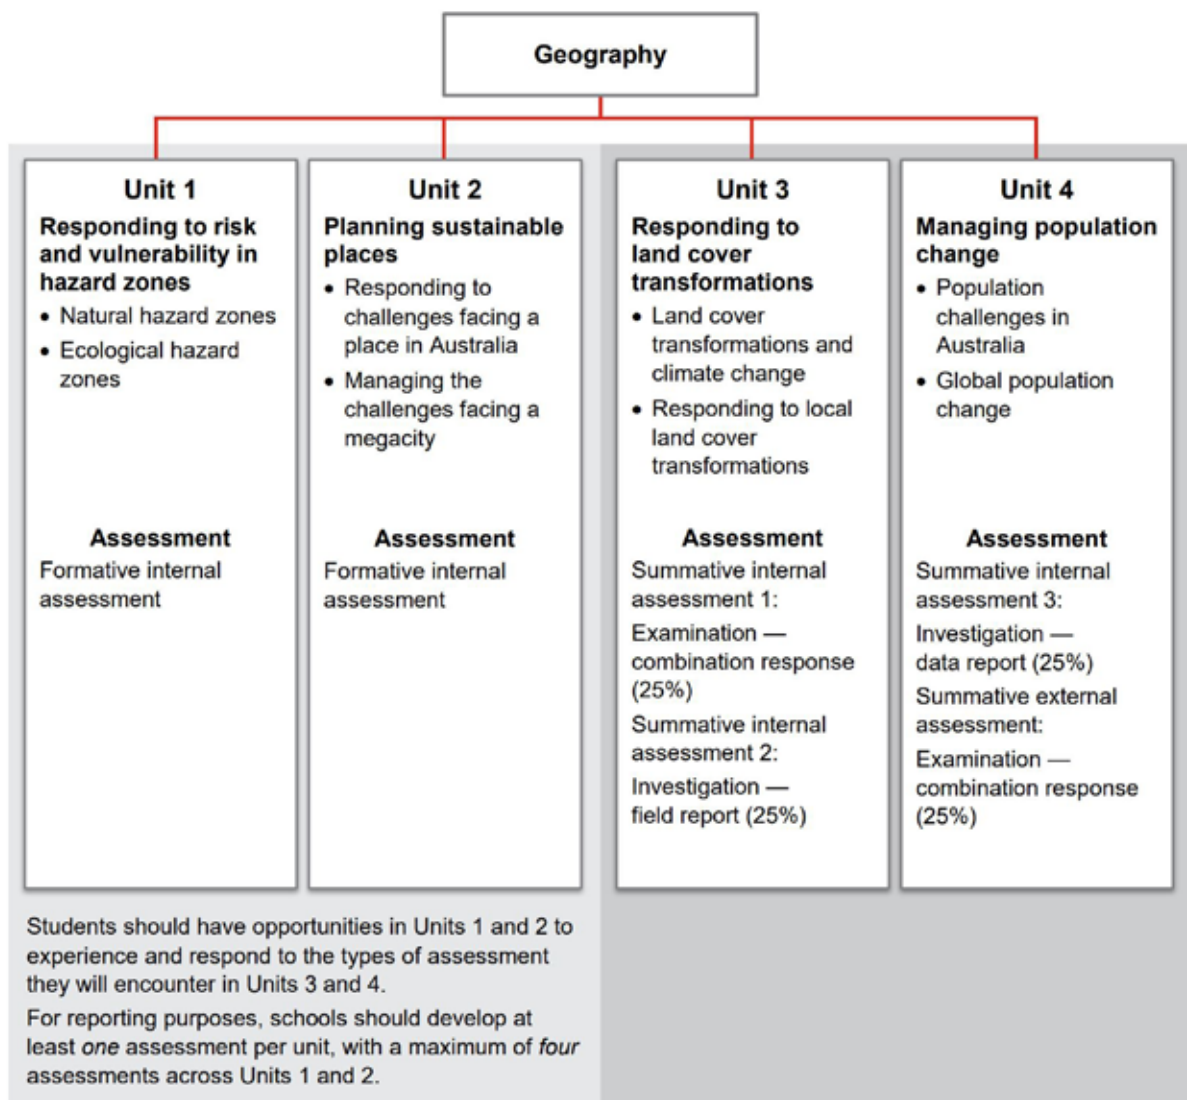 Geography
Unit 1
Responding to risk
and vulnerability in
hazard zones
• Natural hazard zones
• Ecological hazard
zones
Assessment
Formative internal
assessment
Unit 2
Planning sustainable
places
• Responding to
challenges facing a
place in Australia
• Managing the
challenges facing a
megacity
Assessment
Formative internal
assessment
Unit 3
Responding to
land cover
transformations
• Land cover
transformations and
climate change
• Responding to local
land cover
transformations
Assessment
Summative internal
assessment 1:
Examination —
combination response
(25%)
Summative internal
assessment 2:
Investigation —
field report (25%)
Unit 4
Managing population
change
• Population
challenges in
Australia
• Global population
change
Assessment
Summative internal
assessment 3:
Investigation —
data report (25%)
Summative external
assessment:
Examination —
combination response
(25%)
Students should have opportunities in Units 1 and 2 to
experience and respond to the types of assessment
they will encounter in Units 3 and 4.
For reporting purposes, schools should develop at
least one assessment per unit, with a maximum of four
assessments across Units 1 and 2.